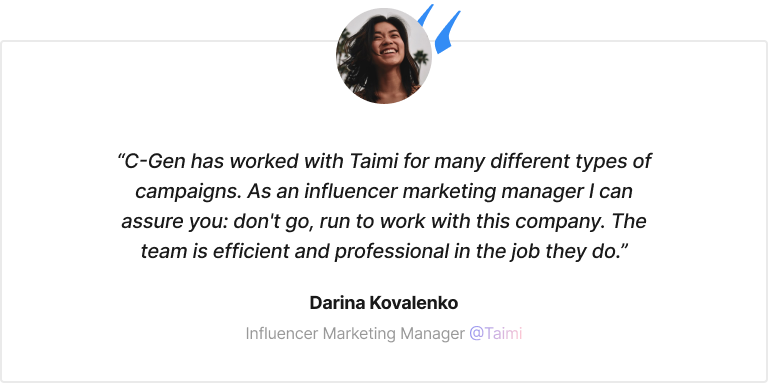 “C-Gen has worked with Taimi for many different types of
campaigns. As an influencer marketing manager I can
assure you: don't go, run to work with this company. The
team is efficient and professional in the job they do.”
Darina Kovalenko
Influencer Marketing Manager @Taimi